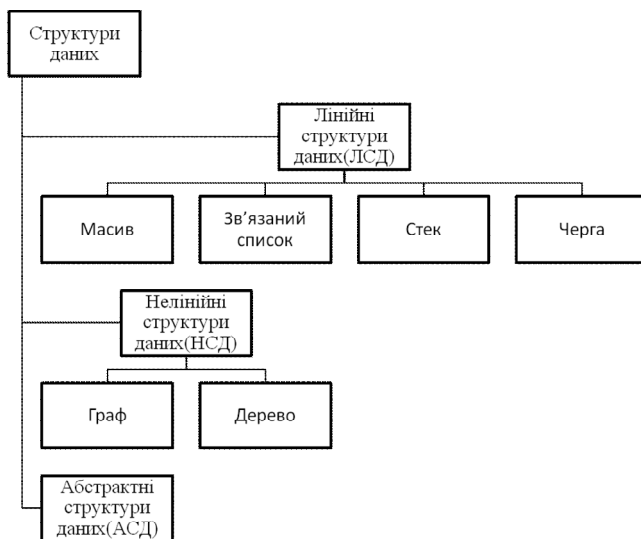 Структури
даних
Лінійні
структури
даних(ЛСД)
Масив
Зв’язаний
список
Стек
Черга
Нелінійні
структури
даних(НСД)
Граф
Дерево
Абстрактні
структури
даних(АСД)